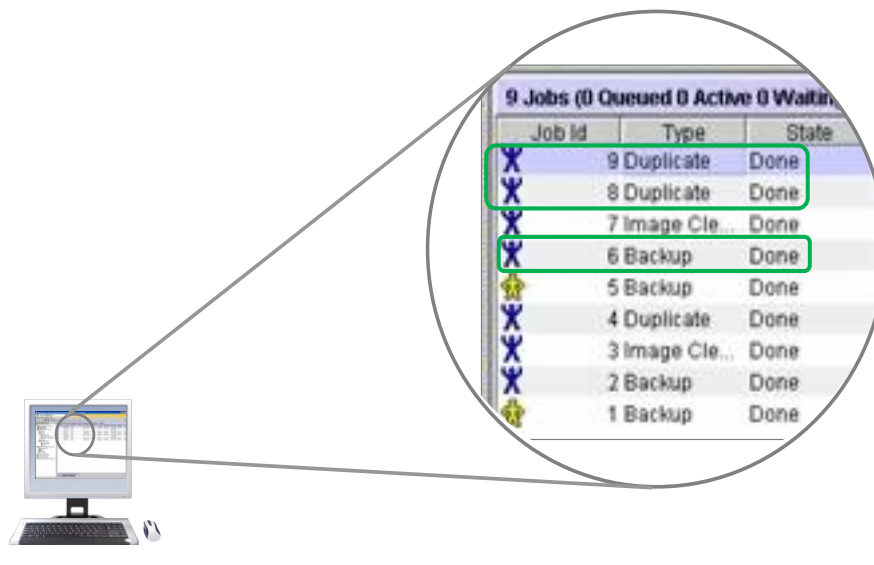 9 Jobs (0 Queued 0 Active 0 Waiting
Job Id Type State
9 Duplicate Done
8 Duplicate Done
7 Image Cle... Done
6 Backup Done
5 Backup Done
4 Duplicate Done
3 Image Cle... Done
2 Backup Done
1 Backup Done